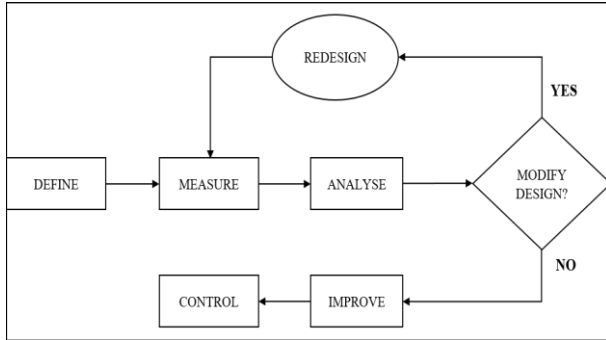 REDESIGN
YES
DEFINE
MEASURE
ANALYSE
MODIFY
DESIGN?
NO
CONTROL
IMPROVE